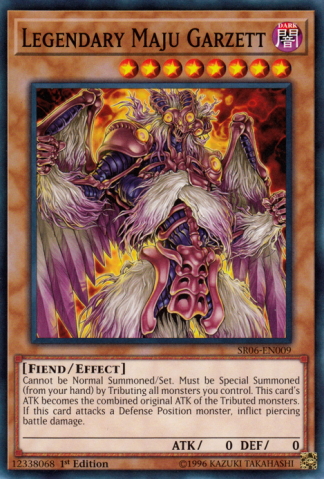 LEGENDARY MAJU GARZETT
DARK
闇
SR06-EN009
[FIEND/EFFECT]
Cannot be Normal Summoned/Set. Must be Special Summoned
(from your hand) by Tributing all monsters you control. This card's
ATK becomes the combined original ATK of the Tributed monsters.
If this card attacks a Defense Position monster, inflict piercing
battle damage.
ATK/ 0 DEF/ 0
12338068 1st Edition ©1996 KAZUKI TAKAHASHI